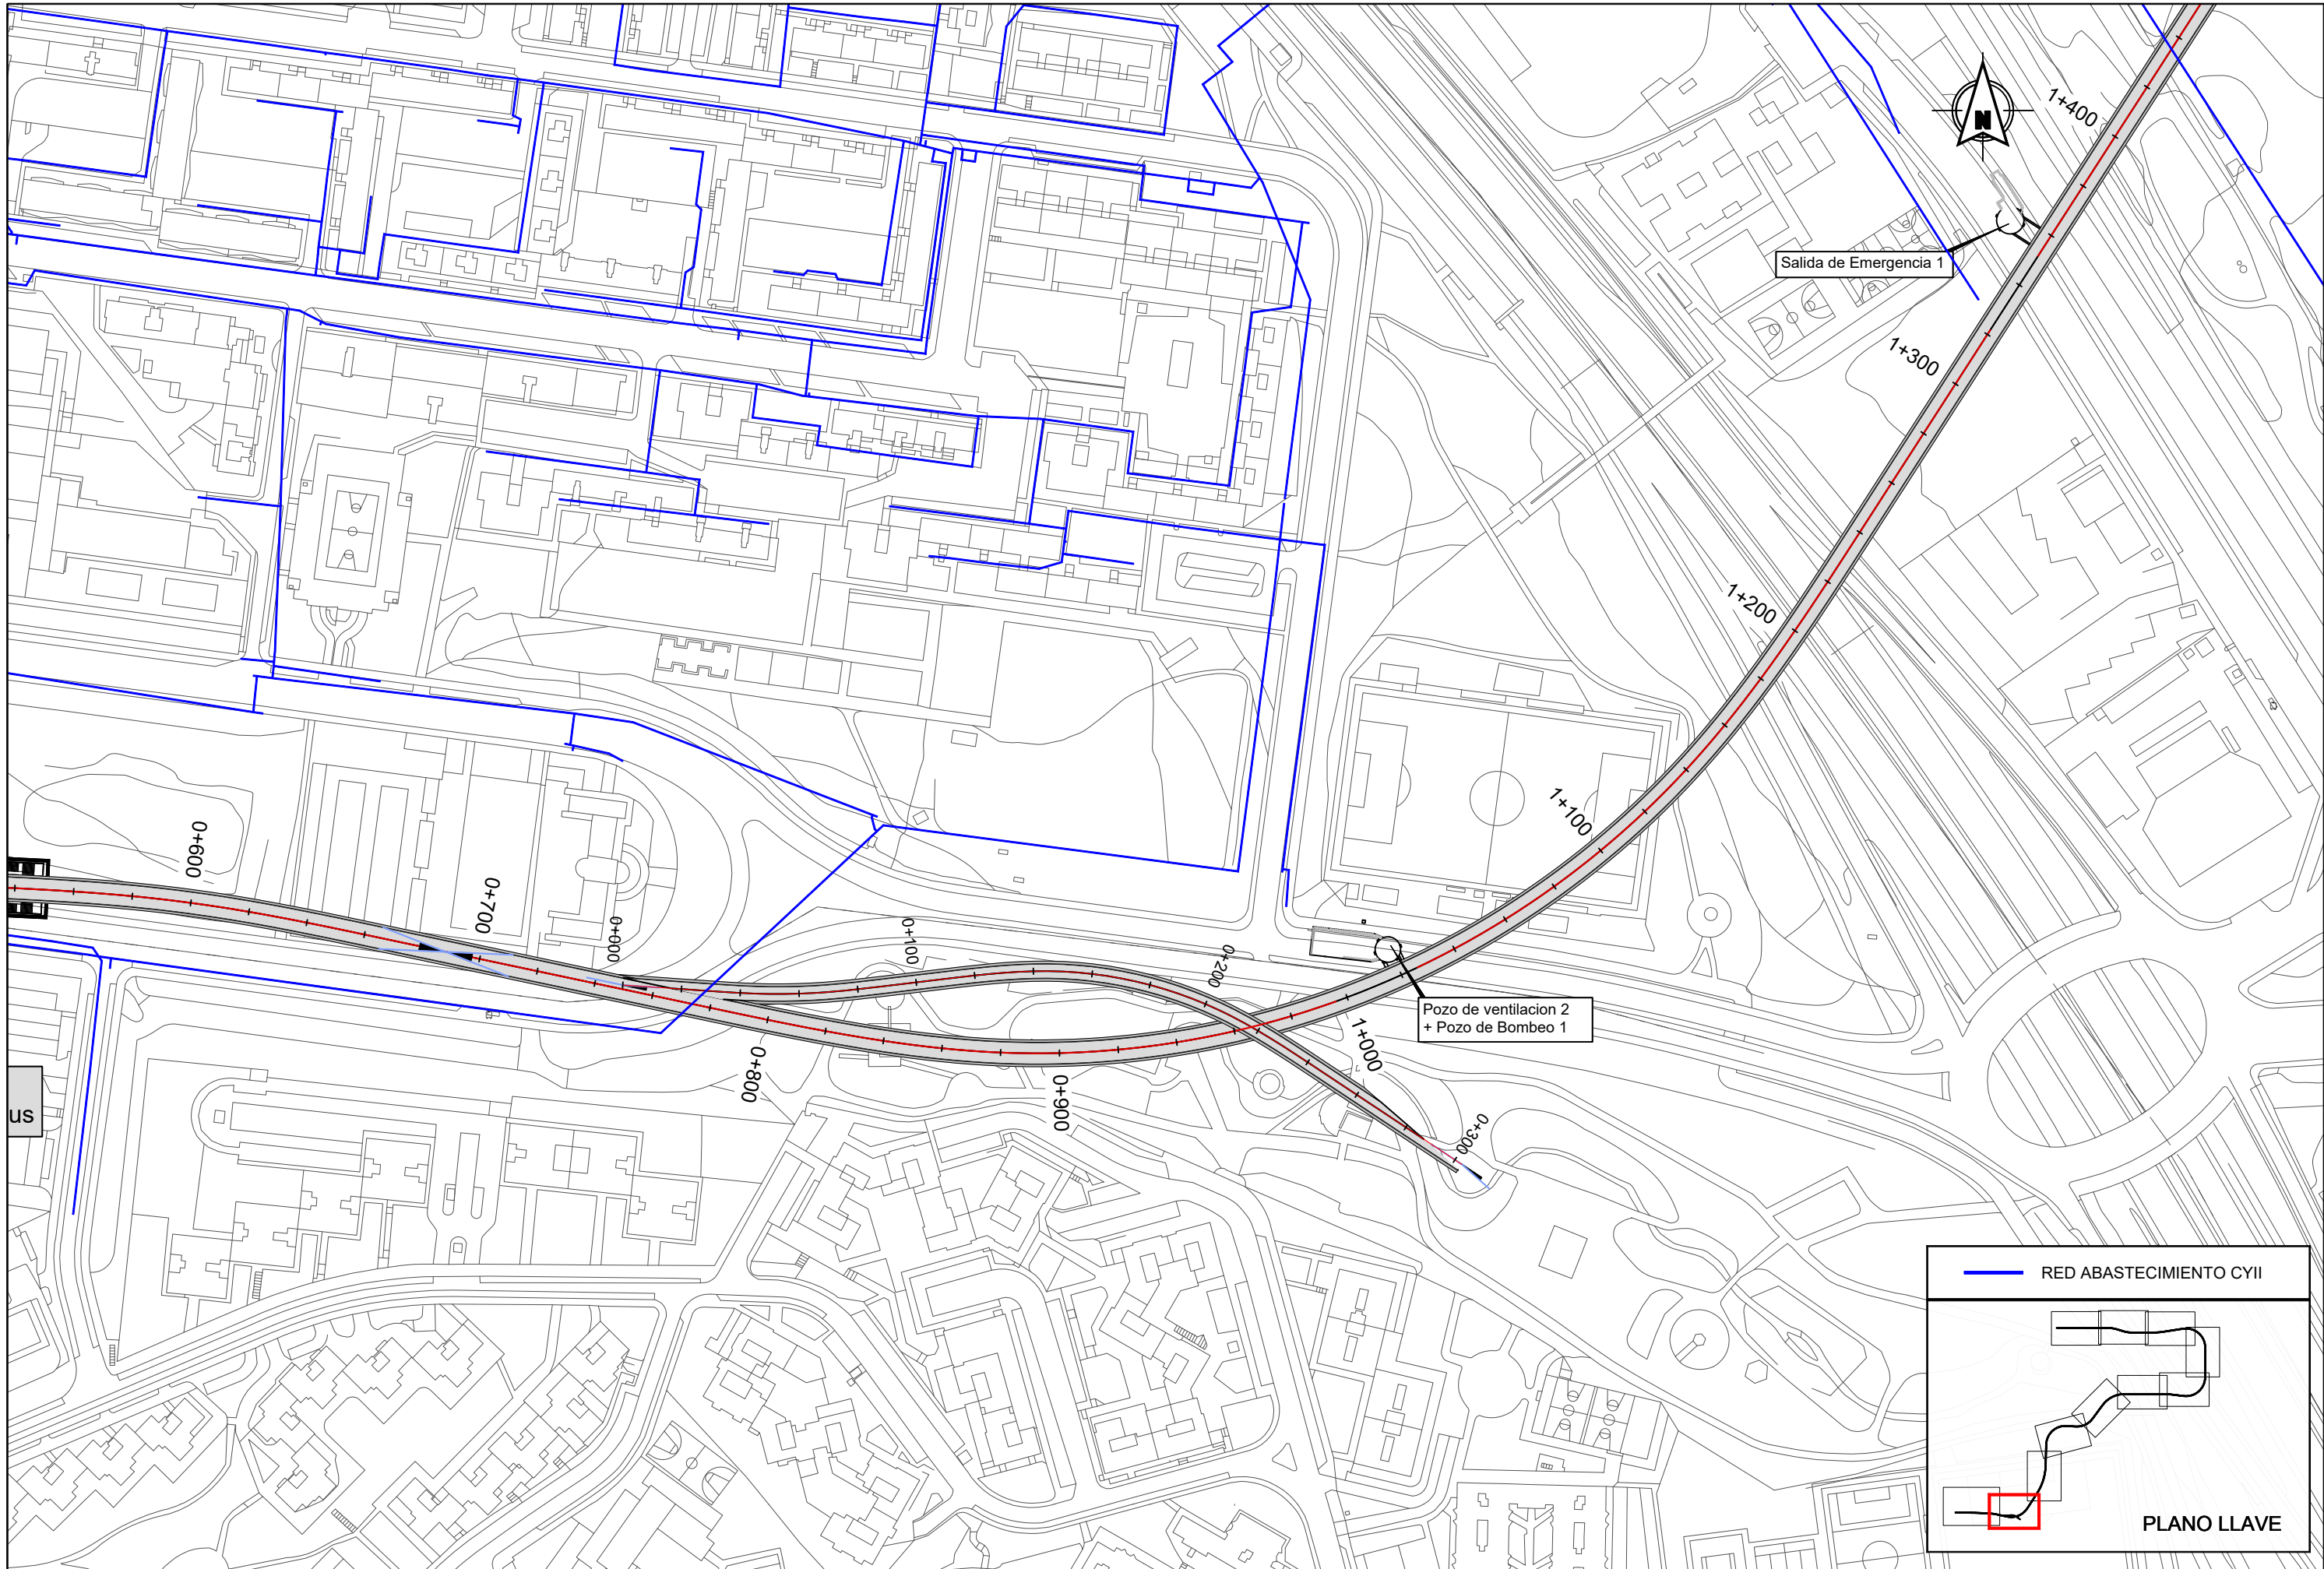 1+400
N
Salida de Emergencia 1
1+300
1+200
1+100
0+600
0+700
0+000
0+100
0+200
Pozo de ventilacion 2
+ Pozo de Bombeo 1
1+000
0+800
0+900
us
0+300
RED ABASTECIMIENTO CYII
PLANO LLAVE